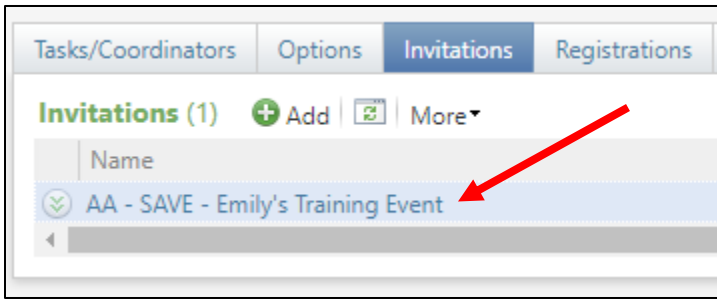 Tasks/Coordinators Options Invitations Registrations
Invitations (1) Add More
Name
AA - SAVE - Emily's Training Event